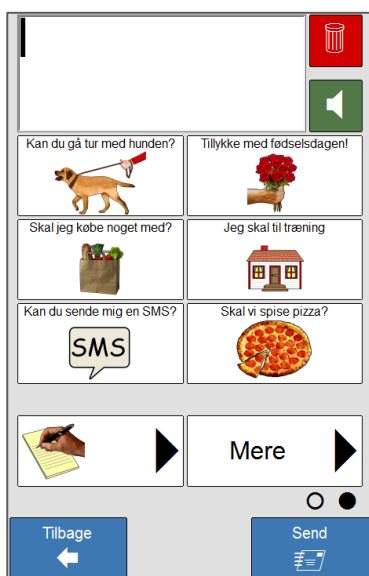 Kan du gå tur med hunden?
Tillykke med fødselsdagen!
Skal jeg købe noget med?
Jeg skal til træning
Kan du sende mig en SMS?
Skal vi spise pizza?
SMS
Mere
Tilbage
Send